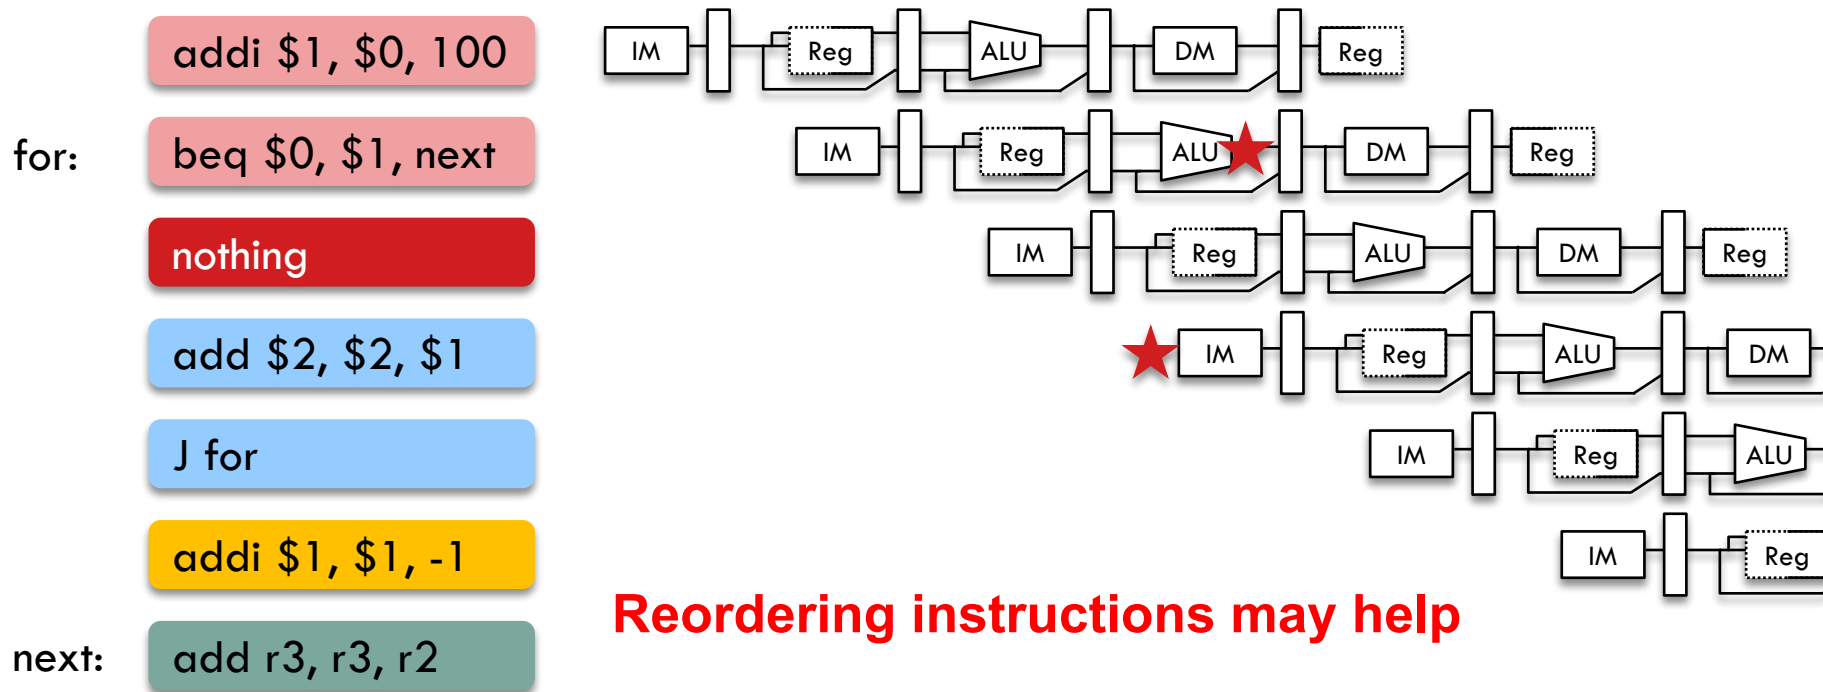 addi $1, $0, 100
IM Reg ALU DM Reg
for: beq $0, $1, next
IM Reg ALU DM Reg
nothing
IM Reg ALU DM Reg
add $2, $2, $1
IM Reg ALU DM
J for
IM Reg ALU
addi $1, $1, -1
IM Reg
Reordering instructions may help
next: add r3, r3, r2